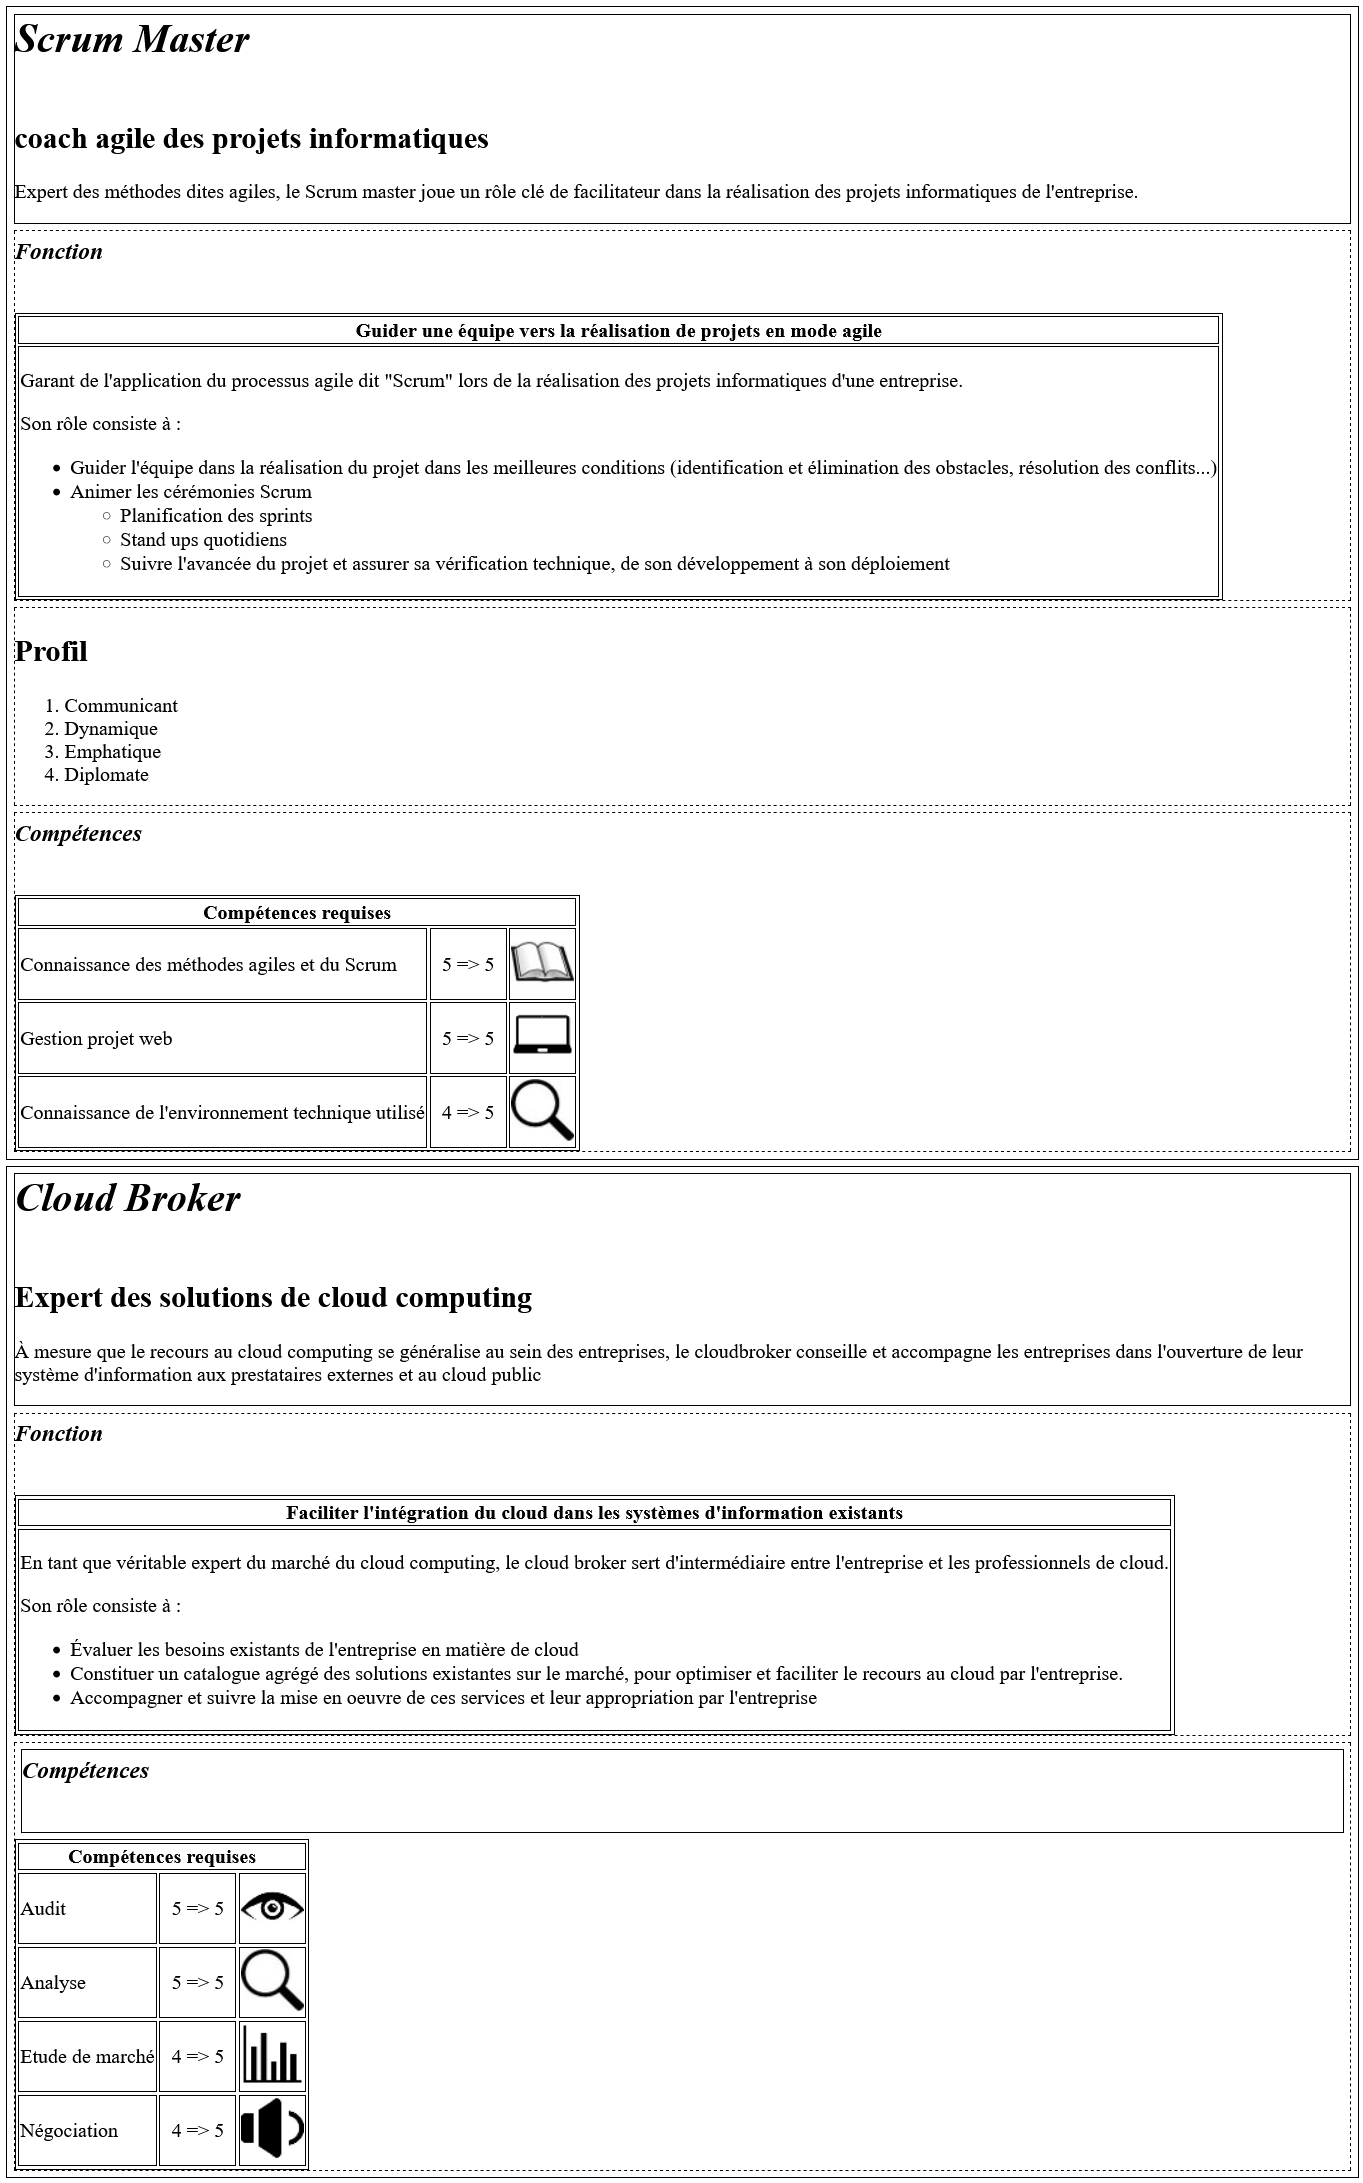 Scrum Master
coach agile des projets informatiques
Expert des méthodes dites agiles, le Scrum master joue un rôle clé de facilitateur dans la réalisation des projets informatiques de l'entreprise.
Fonction
Guider une équipe vers la réalisation de projets en mode agile
Garant de l'application du processus agile dit "Scrum" lors de la réalisation des projets informatiques d'une entreprise.
Son rôle consiste à :
• Guider l'équipe dans la réalisation du projet dans les meilleures conditions (identification et élimination des obstacles, résolution des conflits...)
• Animer les cérémonies Scrum
◦ Planification des sprints
◦ Stand ups quotidiens
◦ Suivre l'avancée du projet et assurer sa vérification technique, de son développement à son déploiement
Profil
1. Communicant
2. Dynamique
3. Emphatique
4. Diplomate
Compétences
Compétences requises
Connaissance des méthodes agiles et du Scrum 5 => 5
Gestion projet web 5 => 5
Connaissance de l'environnement technique utilisé 4 => 5
Cloud Broker
Expert des solutions de cloud computing
À mesure que le recours au cloud computing se généralise au sein des entreprises, le cloudbroker conseille et accompagne les entreprises dans l'ouverture de leur
système d'information aux prestataires externes et au cloud public
Fonction
Faciliter l'intégration du cloud dans les systèmes d'information existants
En tant que véritable expert du marché du cloud computing, le cloud broker sert d'intermédiaire entre l'entreprise et les professionnels de cloud.
Son rôle consiste à :
• Évaluer les besoins existants de l'entreprise en matière de cloud
• Constituer un catalogue agrégé des solutions existantes sur le marché, pour optimiser et faciliter le recours au cloud par l'entreprise.
• Accompagner et suivre la mise en oeuvre de ces services et leur appropriation par l'entreprise
Compétences
Compétences requises
Audit 5 => 5
Analyse 5 => 5
Etude de marché 4 => 5
Négociation 4 => 5